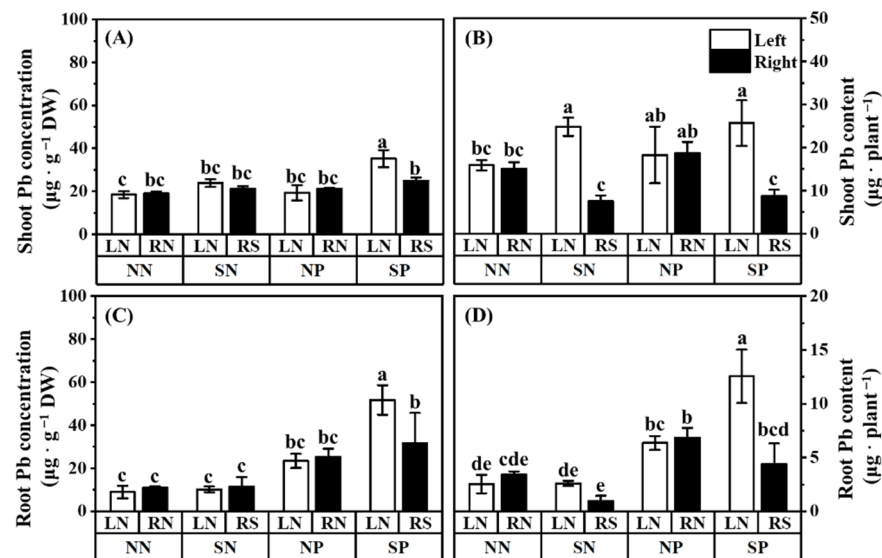 (A)
Shoot Pb concentration
(μg · g⁻¹ DW)
100
80
60
40
20
0
c
bc
bc
bc
bc
bc
a
b
LN
RN
LN
RS
LN
RN
LN
RS
NN
SN
NP
SP
(B)
Left
Right
50
40
30
20
10
0
Shoot Pb content
(μg · plant⁻¹)
bc
bc
a
c
ab
ab
a
c
LN
RN
LN
RS
LN
RN
LN
RS
NN
SN
NP
SP
(C)
Root Pb concentration
(μg · g⁻¹ DW)
100
80
60
40
20
0
c
c
c
c
bc
bc
a
b
LN
RN
LN
RS
LN
RN
LN
RS
NN
SN
NP
SP
(D)
20
15
10
5
0
Root Pb content
(μg · plant⁻¹)
de
cde
de
e
bc
b
a
bcd
LN
RN
LN
RS
LN
RN
LN
RS
NN
SN
NP
SP